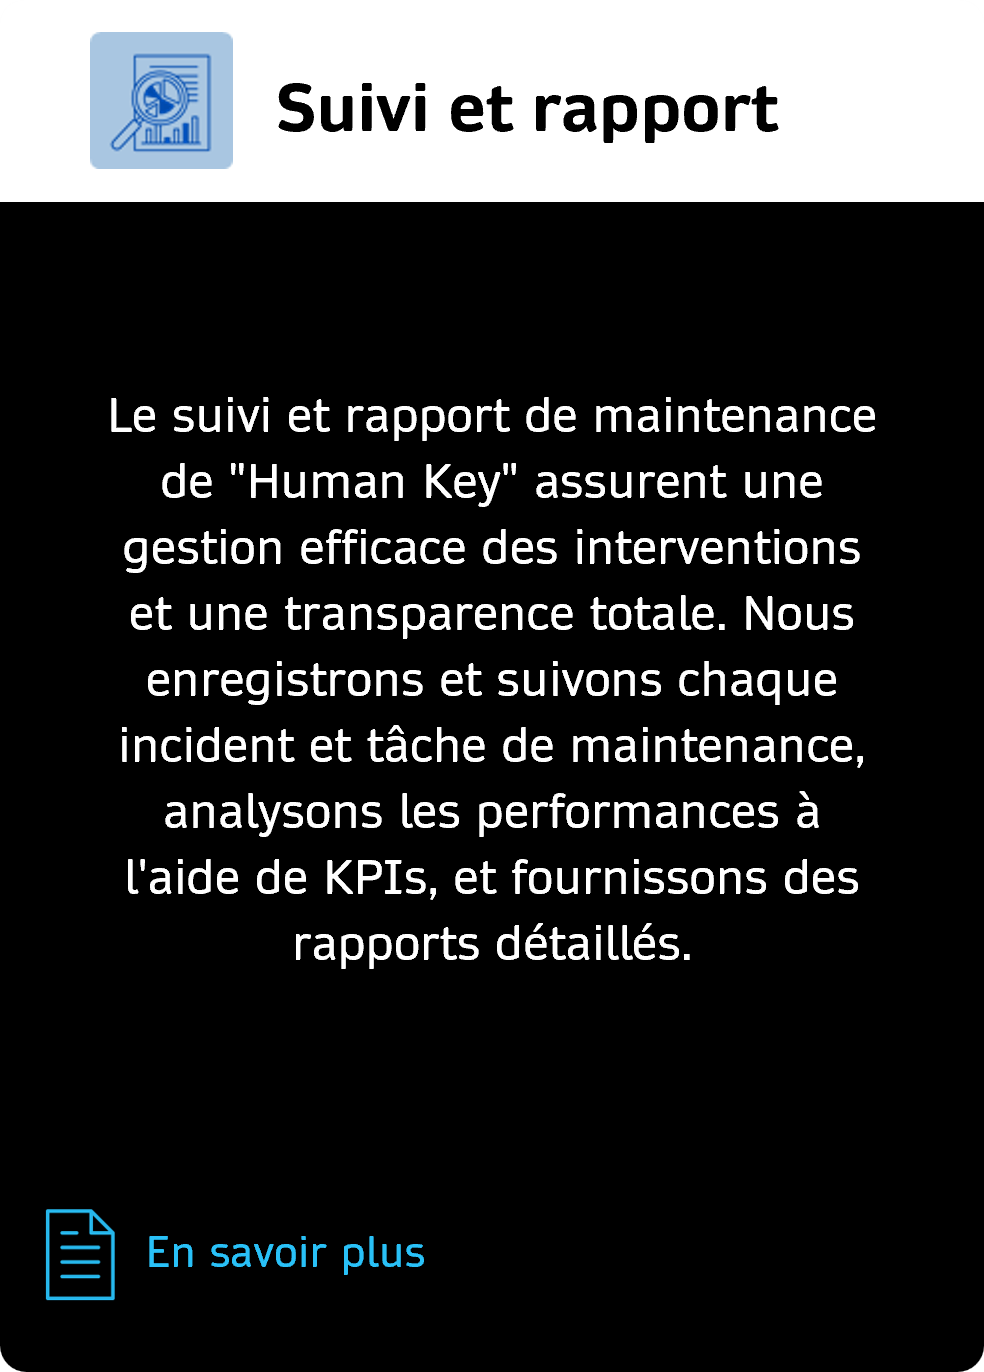 Suivi et rapport
Le suivi et rapport de maintenance
de "Human Key" assurent une
gestion efficace des interventions
et une transparence totale. Nous
enregistrons et suivons chaque
incident et tâche de maintenance,
analysons les performances à
l'aide de KPIs, et fournissons des
rapports détaillés.
En savoir plus